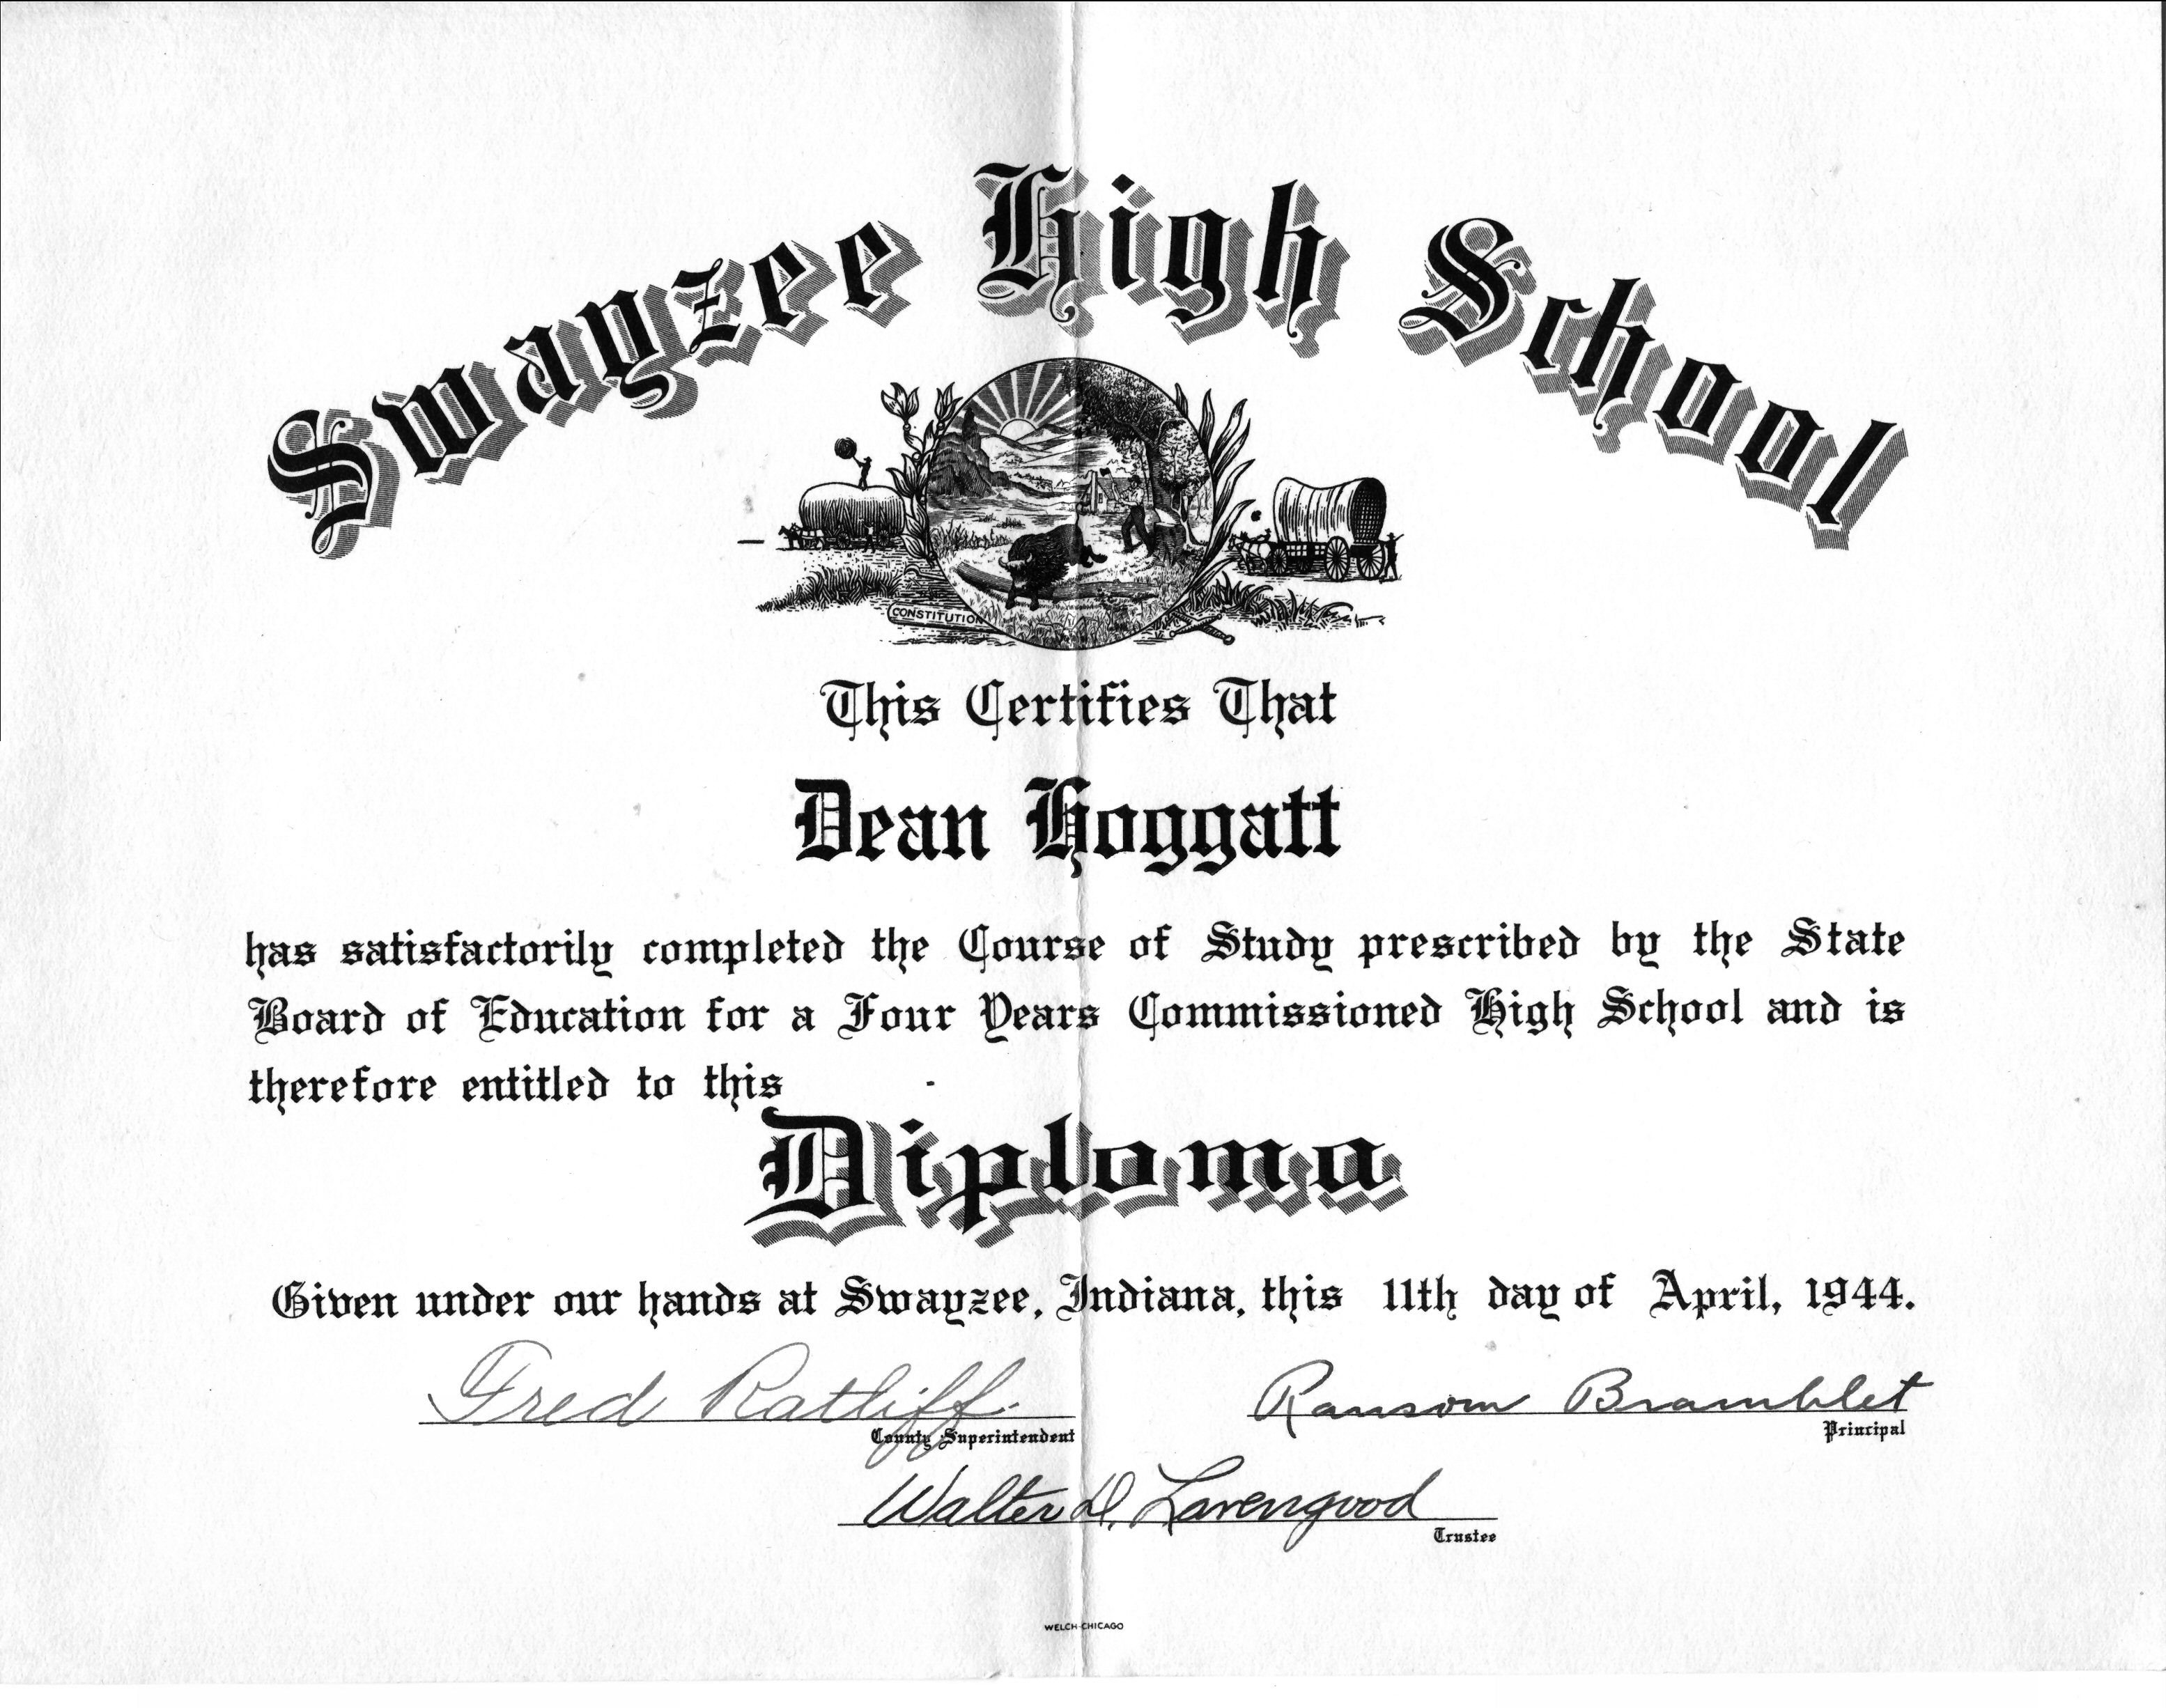 Swayzee High School
CONSTITUTION
This Certifies That
Dean Hoggatt
has satisfactorily completed the Course of Study prescribed by the State
Board of Education for a Four Years Commissioned High School and is
therefore entitled to this
Diploma
Given under our hands at Swayzee, Indiana, this 11th day of April, 1944.
Fred Ratliff. Ransom Bramblet
County Superintendent Principal
Walter D. Lavengood
Trustee
WELCH-CHICAGO